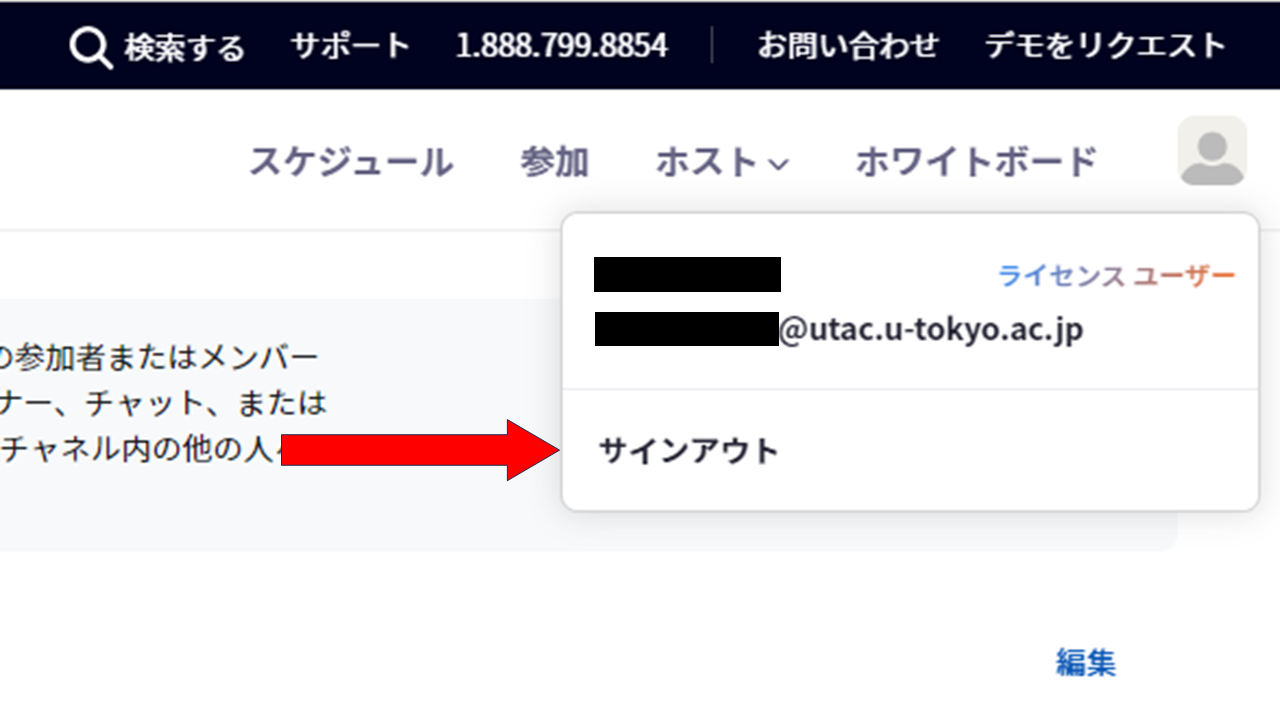 検索する サポート 1.888.799.8854 お問い合わせ デモをリクエスト
スケジュール 参加 ホスト ホワイトボード
ライセンス ユーザー
@utac.u-tokyo.ac.jp
サインアウト
の参加者またはメンバー
ナー、チャット、または
チャネル内の他の人
編集